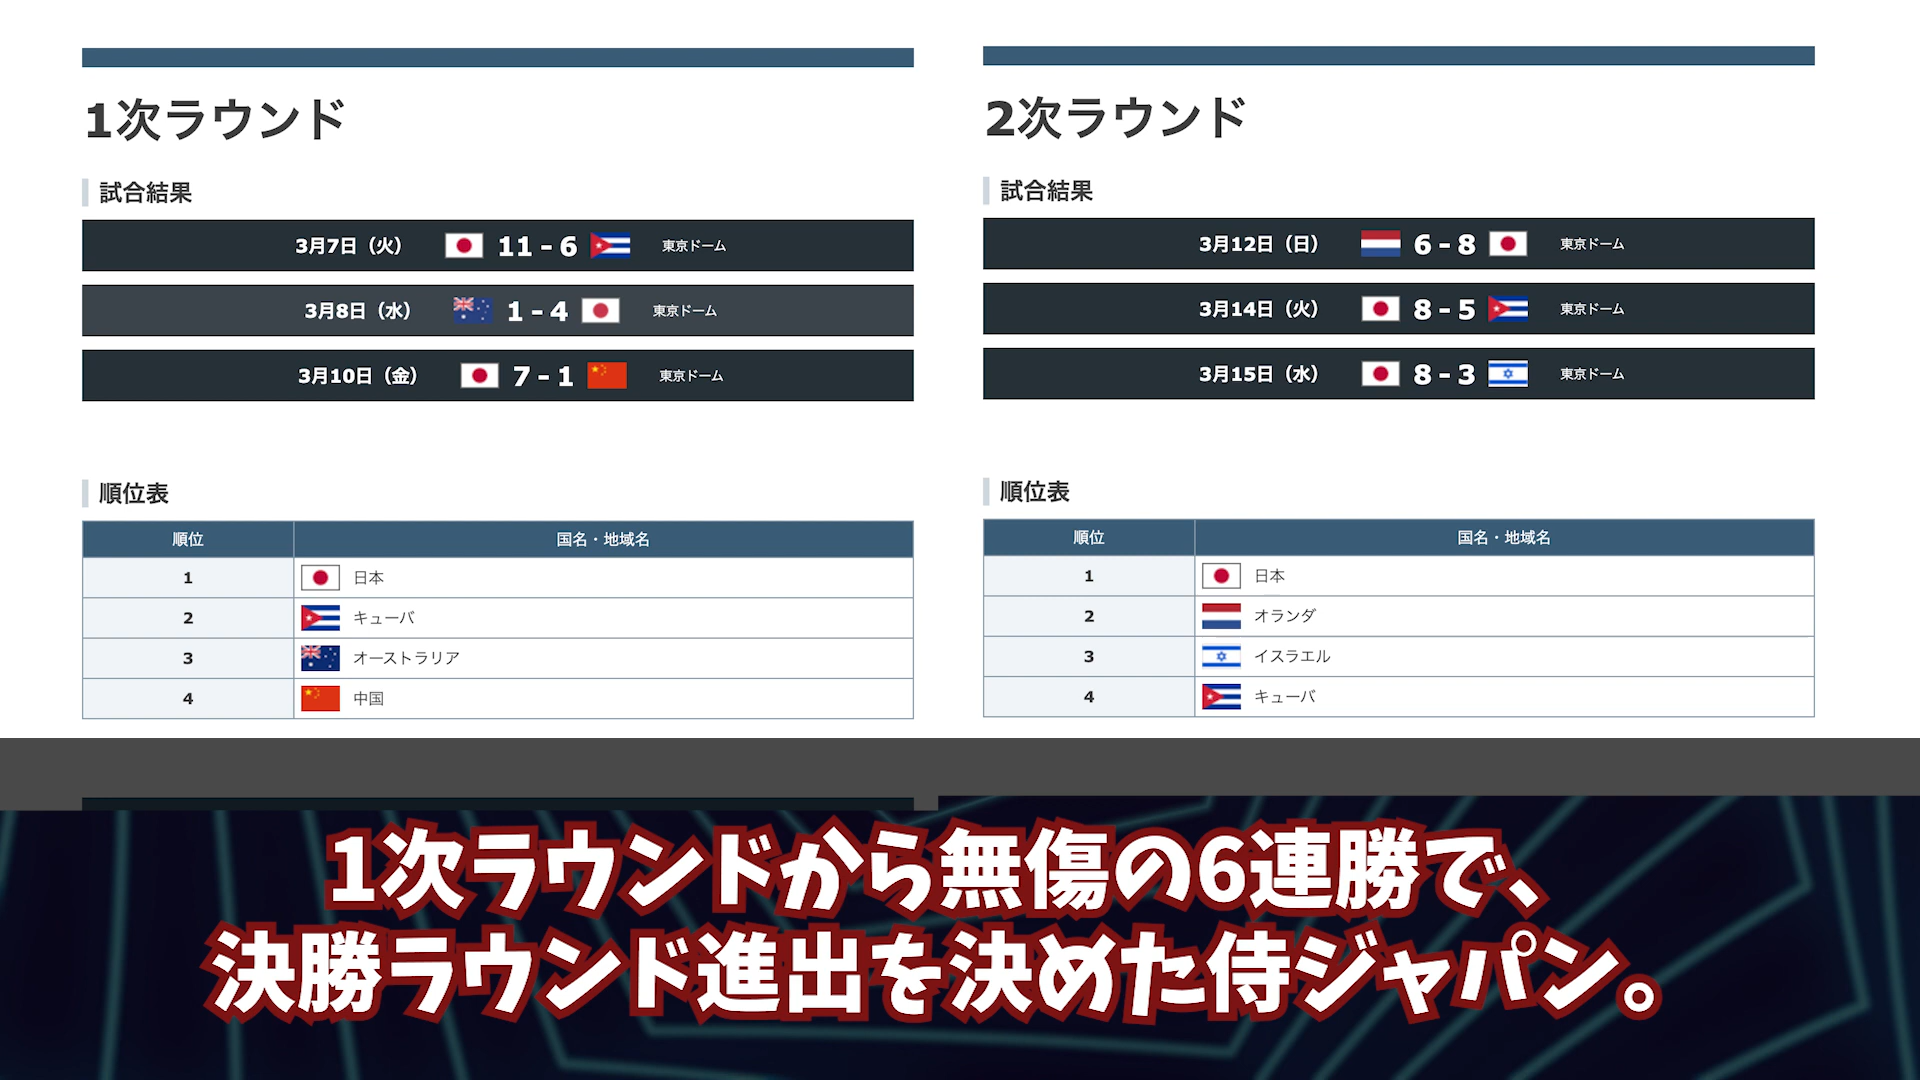 1次ラウンド
試合結果
3月7日（火） 11 - 6 東京ドーム
3月8日（水） 1 - 4 東京ドーム
3月10日（金） 7 - 1 東京ドーム
順位表
順位 国名・地域名
1 日本
2 キューバ
3 オーストラリア
4 中国
2次ラウンド
試合結果
3月12日（日） 6 - 8 東京ドーム
3月14日（火） 8 - 5 東京ドーム
3月15日（水） 8 - 3 東京ドーム
順位表
順位 国名・地域名
1 日本
2 オランダ
3 イスラエル
4 キューバ
1次ラウンドから無傷の6連勝で、
決勝ラウンド進出を決めた侍ジャパン。